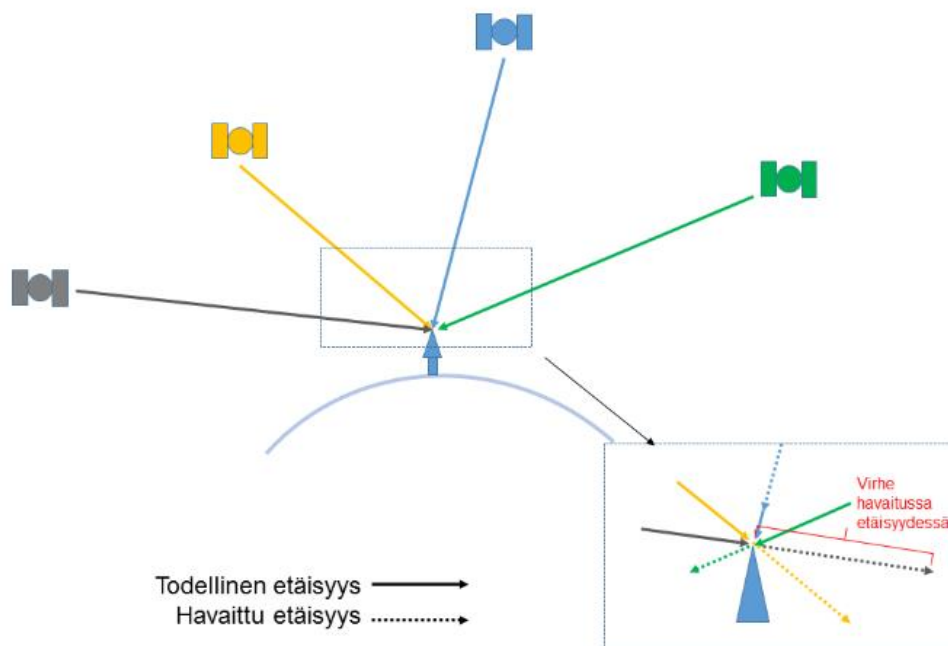 Virhe
havaitussa
etäisyydessä
Todellinen etäisyys
Havaittu etäisyys